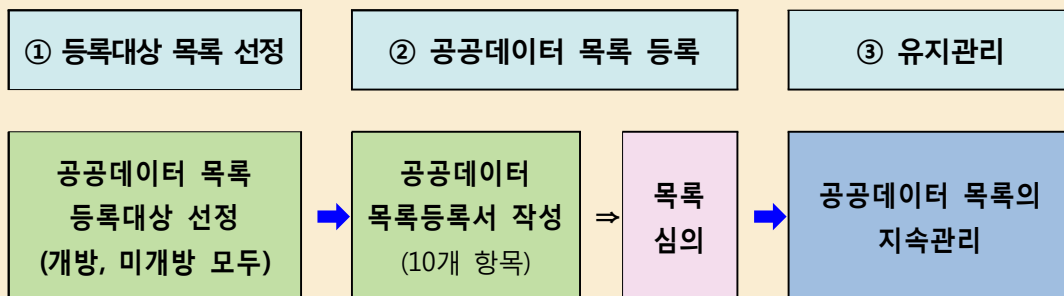 ① 등록대상 목록 선정
② 공공데이터 목록 등록
③ 유지관리
공공데이터 목록
등록대상 선정
(개방, 미개방 모두)
공공데이터
목록등록서 작성
(10개 항목)
⇒
목록
심의
공공데이터 목록의
지속관리